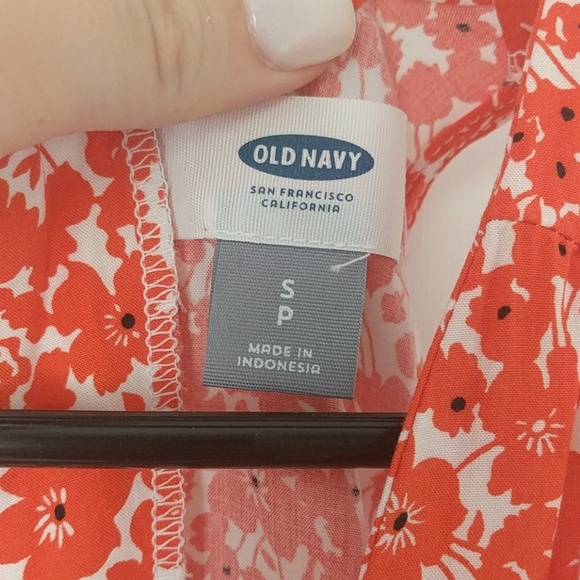 OLD NAVY
SAN FRANCISCO
CALIFORNIA
S
P
MADE IN
INDONESIA